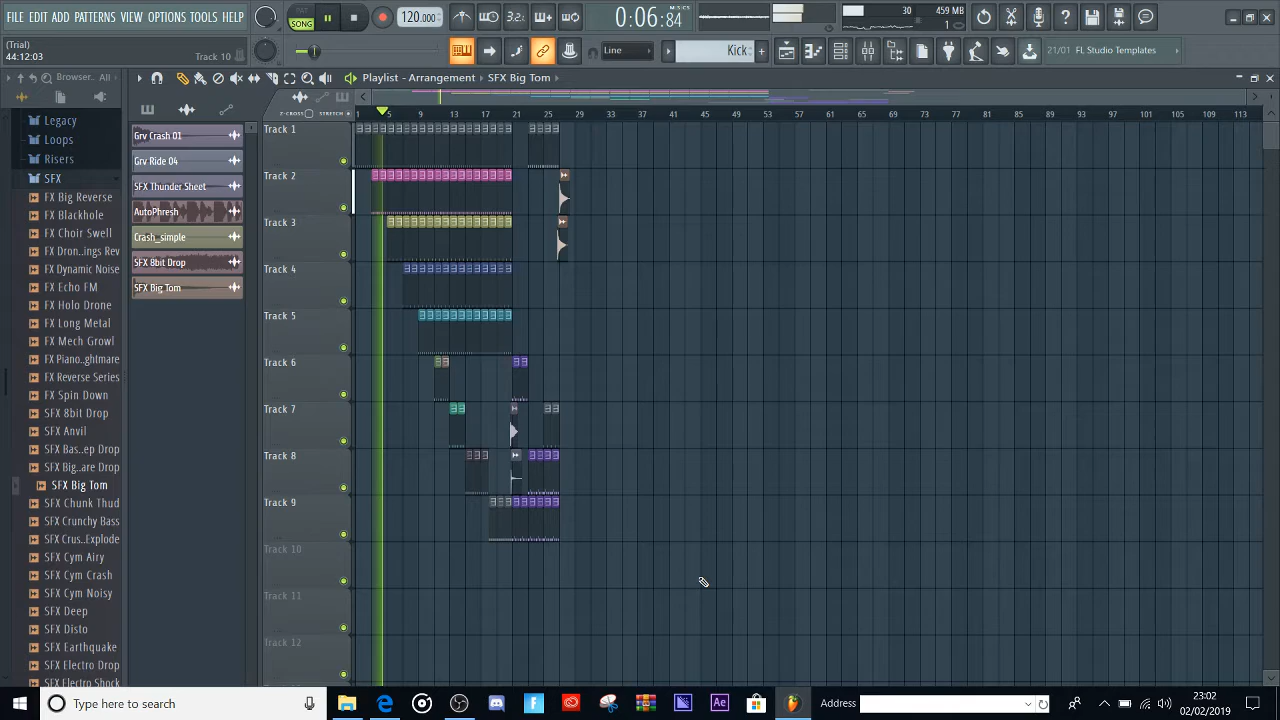 FILE EDIT ADD PATTERNS VIEW OPTIONS TOOLS HELP
SONG
120.000
3.2.
0:06:84
M:S:CS
30
459 MB
1
(Trial)
44:12:03
Track 10
Line
Kick
21/01 FL Studio Templates
Browser.. All
Playlist - Arrangement
SFX Big Tom
Z-CROSS
STRETCH
1 5 9 13 17 21 25 29 33 37 41 45 49 53 57 61 65 69 73 77 81 85 89 93 97 101 105 109 113
Legacy
Loops
Risers
SFX
FX Big Reverse
FX Blackhole
FX Choir Swell
FX Dron..ings Rev
FX Dynamic Noise
FX Echo FM
FX Holo Drone
FX Long Metal
FX Mech Growl
FX Piano..ghtmare
FX Reverse Series
FX Spin Down
SFX 8bit Drop
SFX Anvil
SFX Bas..ep Drop
SFX Big..are Drop
SFX Big Tom
SFX Chunk Thud
SFX Crunchy Bass
SFX Crus..Explode
SFX Cym Airy
SFX Cym Crash
SFX Cym Noisy
SFX Deep
SFX Disto
SFX Earthquake
SFX Electro Drop
SFX Electro Shock
Grv Crash 01
Grv Ride 04
SFX Thunder Sheet
AutoPhresh
Crash_simple
SFX 8bit Drop
SFX Big Tom
Track 1
Track 2
Track 3
Track 4
Track 5
Track 6
Track 7
Track 8
Track 9
Track 10
Track 11
Track 12
Type here to search
Address
23:02
02/02/2019